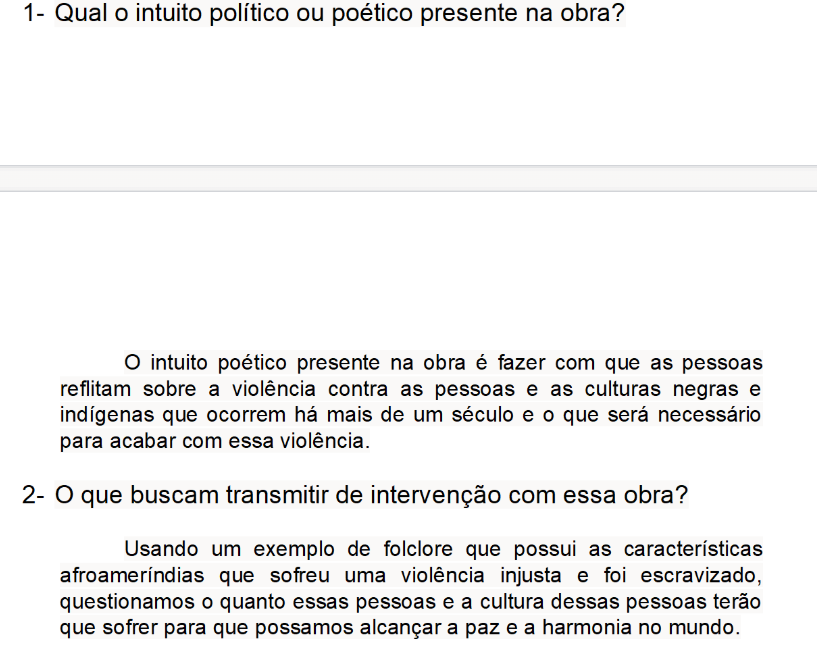 1- Qual o intuito político ou poético presente na obra?
O intuito poético presente na obra é fazer com que as pessoas
reflitam sobre a violência contra as pessoas e as culturas negras e
indígenas que ocorrem há mais de um século e o que será necessário
para acabar com essa violência.
2- O que buscam transmitir de intervenção com essa obra?
Usando um exemplo de folclore que possui as características
afroameríndias que sofreu uma violência injusta e foi escravizado,
questionamos o quanto essas pessoas e a cultura dessas pessoas terão
que sofrer para que possamos alcançar a paz e a harmonia no mundo.